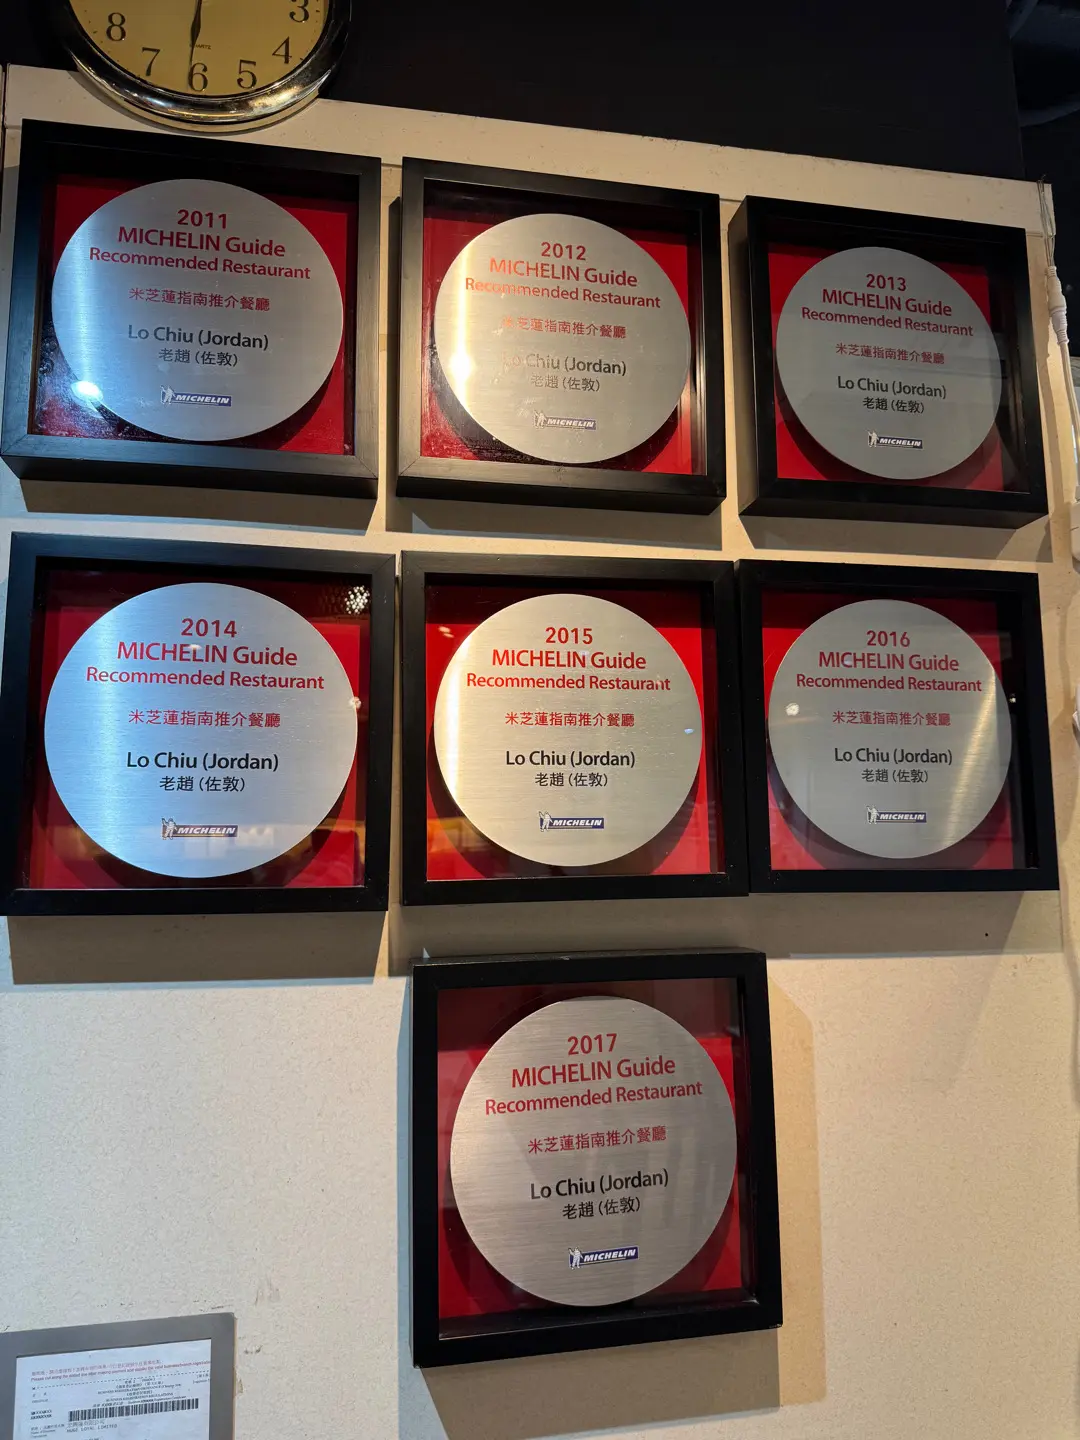 8 7 6 5 4 3
2011
MICHELIN Guide
Recommended Restaurant
米芝蓮指南推介餐廳
Lo Chiu (Jordan)
老趙（佐敦）
MICHELIN
2012
MICHELIN Guide
Recommended Restaurant
米芝蓮指南推介餐廳
Lo Chiu (Jordan)
老趙（佐敦）
MICHELIN
2013
MICHELIN Guide
Recommended Restaurant
米芝蓮指南推介餐廳
Lo Chiu (Jordan)
老趙（佐敦）
MICHELIN
2014
MICHELIN Guide
Recommended Restaurant
米芝蓮指南推介餐廳
Lo Chiu (Jordan)
老趙（佐敦）
MICHELIN
2015
MICHELIN Guide
Recommended Restaurant
米芝蓮指南推介餐廳
Lo Chiu (Jordan)
老趙（佐敦）
MICHELIN
2016
MICHELIN Guide
Recommended Restaurant
米芝蓮指南推介餐廳
Lo Chiu (Jordan)
老趙（佐敦）
MICHELIN
2017
MICHELIN Guide
Recommended Restaurant
米芝蓮指南推介餐廳
Lo Chiu (Jordan)
老趙（佐敦）
MICHELIN